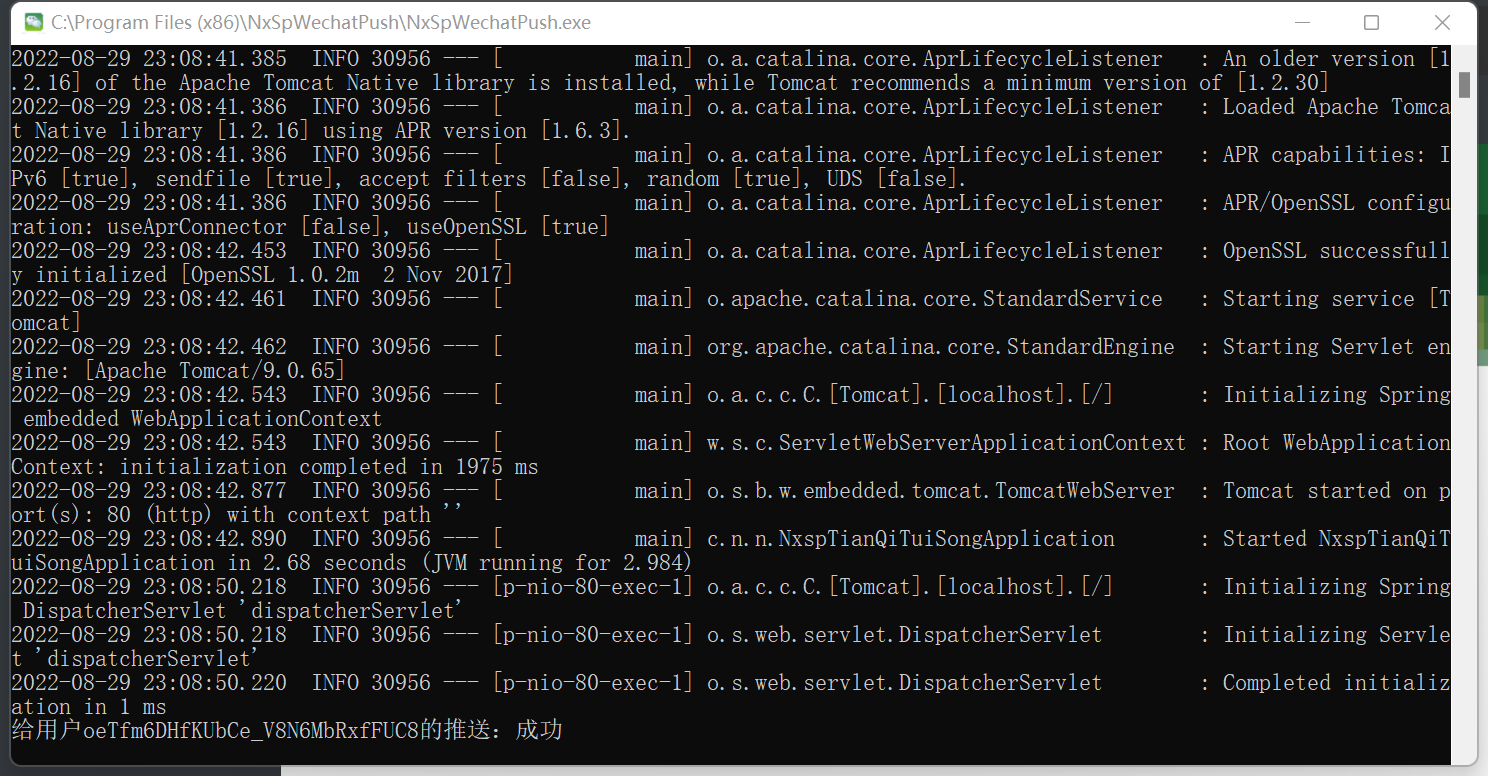 C:\Program Files (x86)\NxSpWechatPush\NxSpWechatPush.exe
2022-08-29 23:08:41.385  INFO 30956 --- [           main] o.a.catalina.core.AprLifecycleListener   : An older version [1
.2.16] of the Apache Tomcat Native library is installed, while Tomcat recommends a minimum version of [1.2.30]
2022-08-29 23:08:41.386  INFO 30956 --- [           main] o.a.catalina.core.AprLifecycleListener   : Loaded Apache Tomca
t Native library [1.2.16] using APR version [1.6.3].
2022-08-29 23:08:41.386  INFO 30956 --- [           main] o.a.catalina.core.AprLifecycleListener   : APR capabilities: I
Pv6 [true], sendfile [true], accept filters [false], random [true], UDS [false].
2022-08-29 23:08:41.386  INFO 30956 --- [           main] o.a.catalina.core.AprLifecycleListener   : APR/OpenSSL configu
ration: useAprConnector [false], useOpenSSL [true]
2022-08-29 23:08:42.453  INFO 30956 --- [           main] o.a.catalina.core.AprLifecycleListener   : OpenSSL successfull
y initialized [OpenSSL 1.0.2m  2 Nov 2017]
2022-08-29 23:08:42.461  INFO 30956 --- [           main] o.apache.catalina.core.StandardService   : Starting service [T
omcat]
2022-08-29 23:08:42.462  INFO 30956 --- [           main] org.apache.catalina.core.StandardEngine  : Starting Servlet en
gine: [Apache Tomcat/9.0.65]
2022-08-29 23:08:42.543  INFO 30956 --- [           main] o.a.c.c.C.[Tomcat].[localhost].[/]       : Initializing Spring
 embedded WebApplicationContext
2022-08-29 23:08:42.543  INFO 30956 --- [           main] w.s.c.ServletWebServerApplicationContext : Root WebApplication
Context: initialization completed in 1975 ms
2022-08-29 23:08:42.877  INFO 30956 --- [           main] o.s.b.w.embedded.tomcat.TomcatWebServer  : Tomcat started on p
ort(s): 80 (http) with context path ''
2022-08-29 23:08:42.890  INFO 30956 --- [           main] c.n.n.NxspTianQiTuiSongApplication       : Started NxspTianQiT
uiSongApplication in 2.68 seconds (JVM running for 2.984)
2022-08-29 23:08:50.218  INFO 30956 --- [p-nio-80-exec-1] o.a.c.c.C.[Tomcat].[localhost].[/]       : Initializing Spring
 DispatcherServlet 'dispatcherServlet'
2022-08-29 23:08:50.218  INFO 30956 --- [p-nio-80-exec-1] o.s.web.servlet.DispatcherServlet        : Initializing Servle
t 'dispatcherServlet'
2022-08-29 23:08:50.220  INFO 30956 --- [p-nio-80-exec-1] o.s.web.servlet.DispatcherServlet        : Completed initializ
ation in 1 ms
给用户oeTfm6DHfKUbCe_V8N6MbRxfFUC8的推送：成功